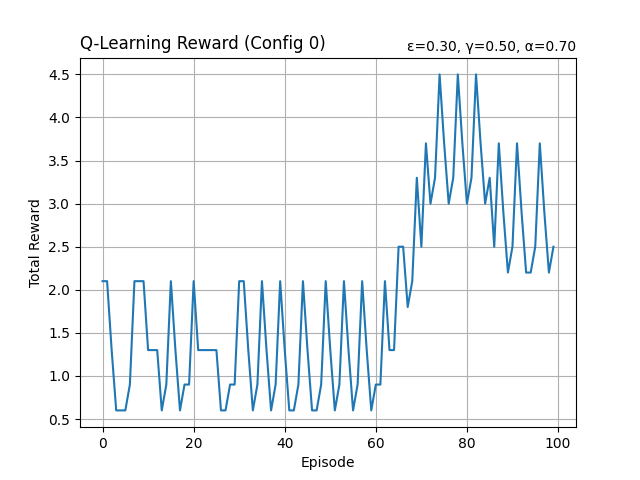 Q-Learning Reward (Config 0)
ε=0.30, γ=0.50, α=0.70
4.5
4.0
3.5
3.0
2.5
2.0
1.5
1.0
0.5
Total Reward
0 20 40 60 80 100
Episode